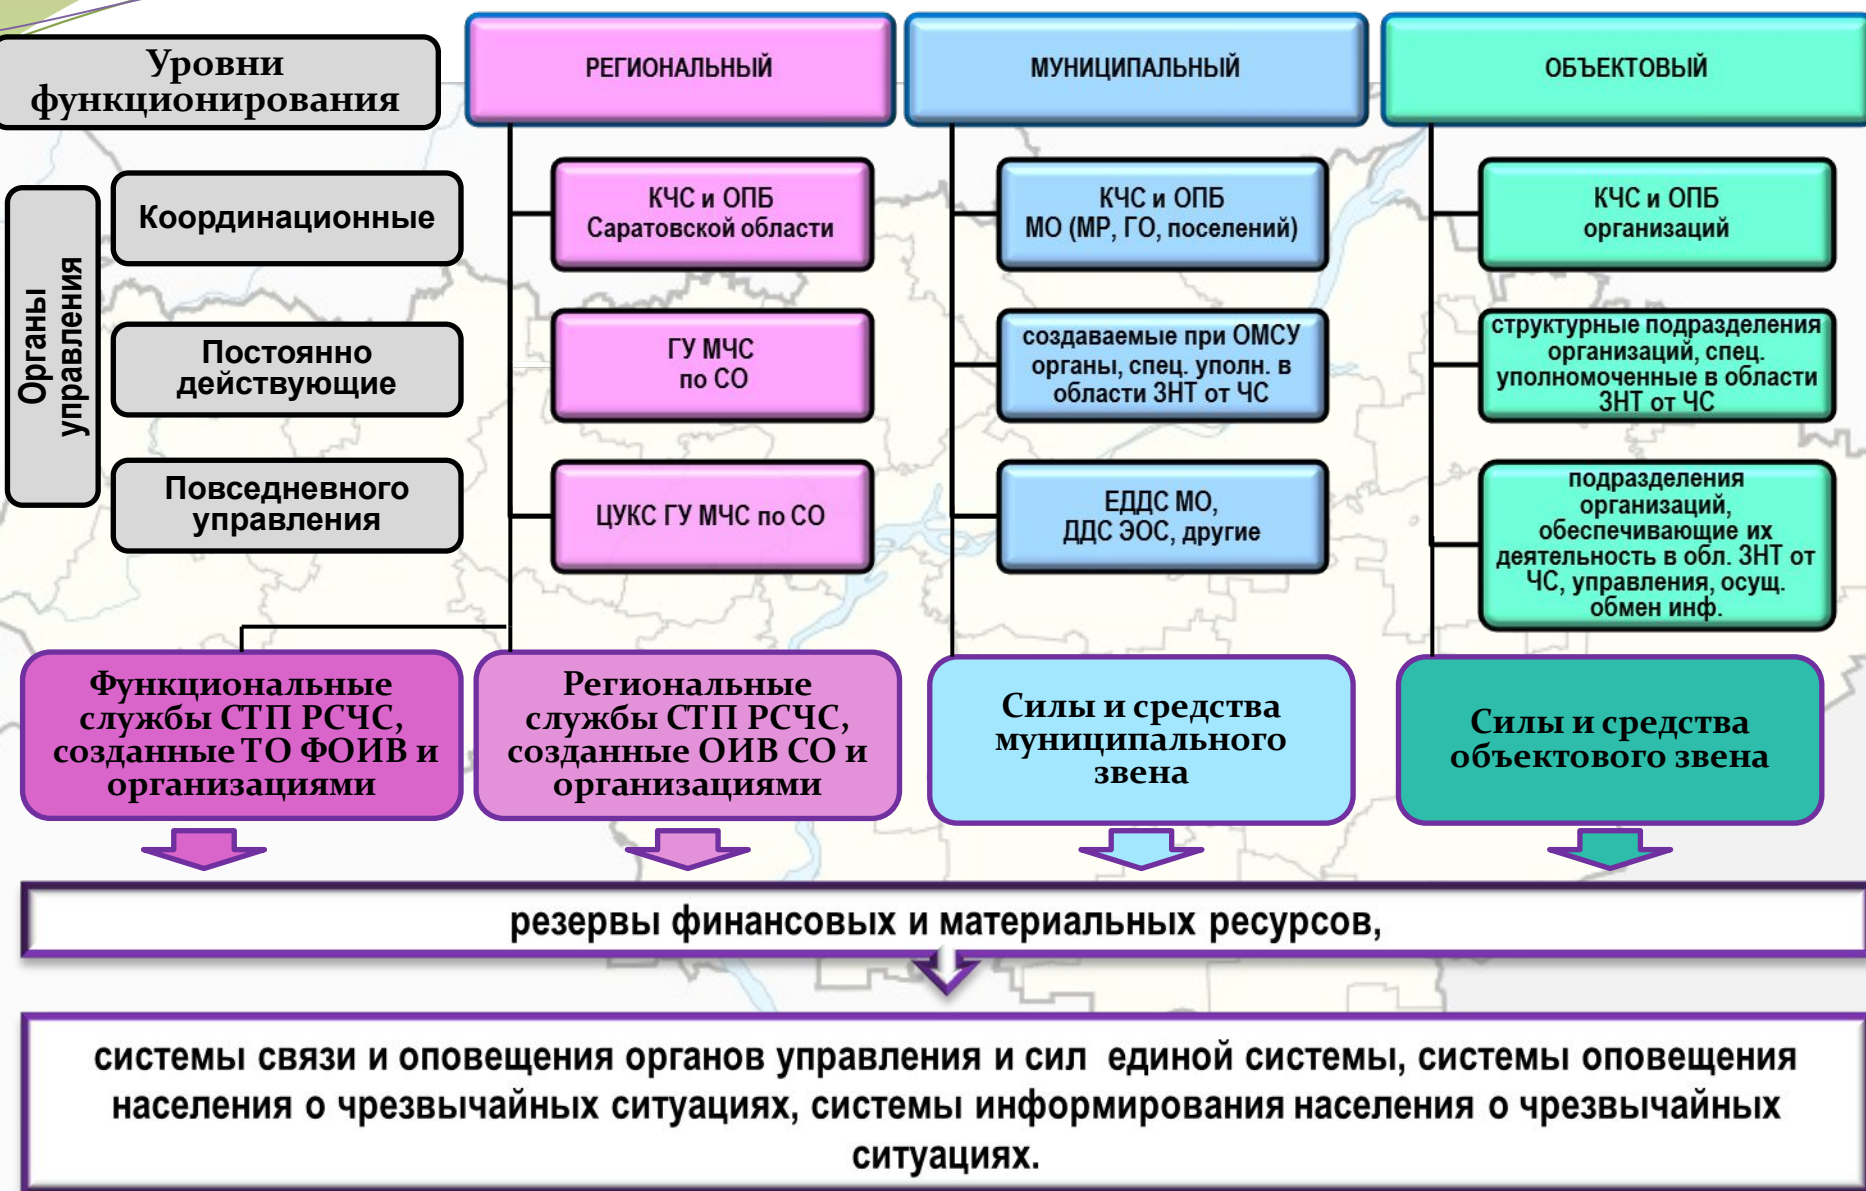 Уровни
функционирования
РЕГИОНАЛЬНЫЙ
МУНИЦИПАЛЬНЫЙ
ОБЪЕКТОВЫЙ
Органы
управления
Координационные
КЧС и ОПБ
Саратовской области
КЧС и ОПБ
МО (МР, ГО, поселений)
КЧС и ОПБ
организаций
Постоянно
действующие
ГУ МЧС
по СО
создаваемые при ОМСУ
органы, спец. уполн. в
области ЗНТ от ЧС
структурные подразделения
организаций, спец.
уполномоченные в области
ЗНТ от ЧС
Повседневного
управления
ЦУКС ГУ МЧС по СО
ЕДДС МО,
ДДС ЭОС, другие
подразделения
организаций,
обеспечивающие их
деятельность в обл. ЗНТ от
ЧС, управления, осущ.
обмен инф.
Функциональные
службы СТП РСЧС,
созданные ТО ФОИВ и
организациями
Региональные
службы СТП РСЧС,
созданные ОИВ СО и
организациями
Силы и средства
муниципального
звена
Силы и средства
объектового звена
резервы финансовых и материальных ресурсов,
системы связи и оповещения органов управления и сил  единой системы, системы оповещения
населения о чрезвычайных ситуациях, системы информирования населения о чрезвычайных
ситуациях.